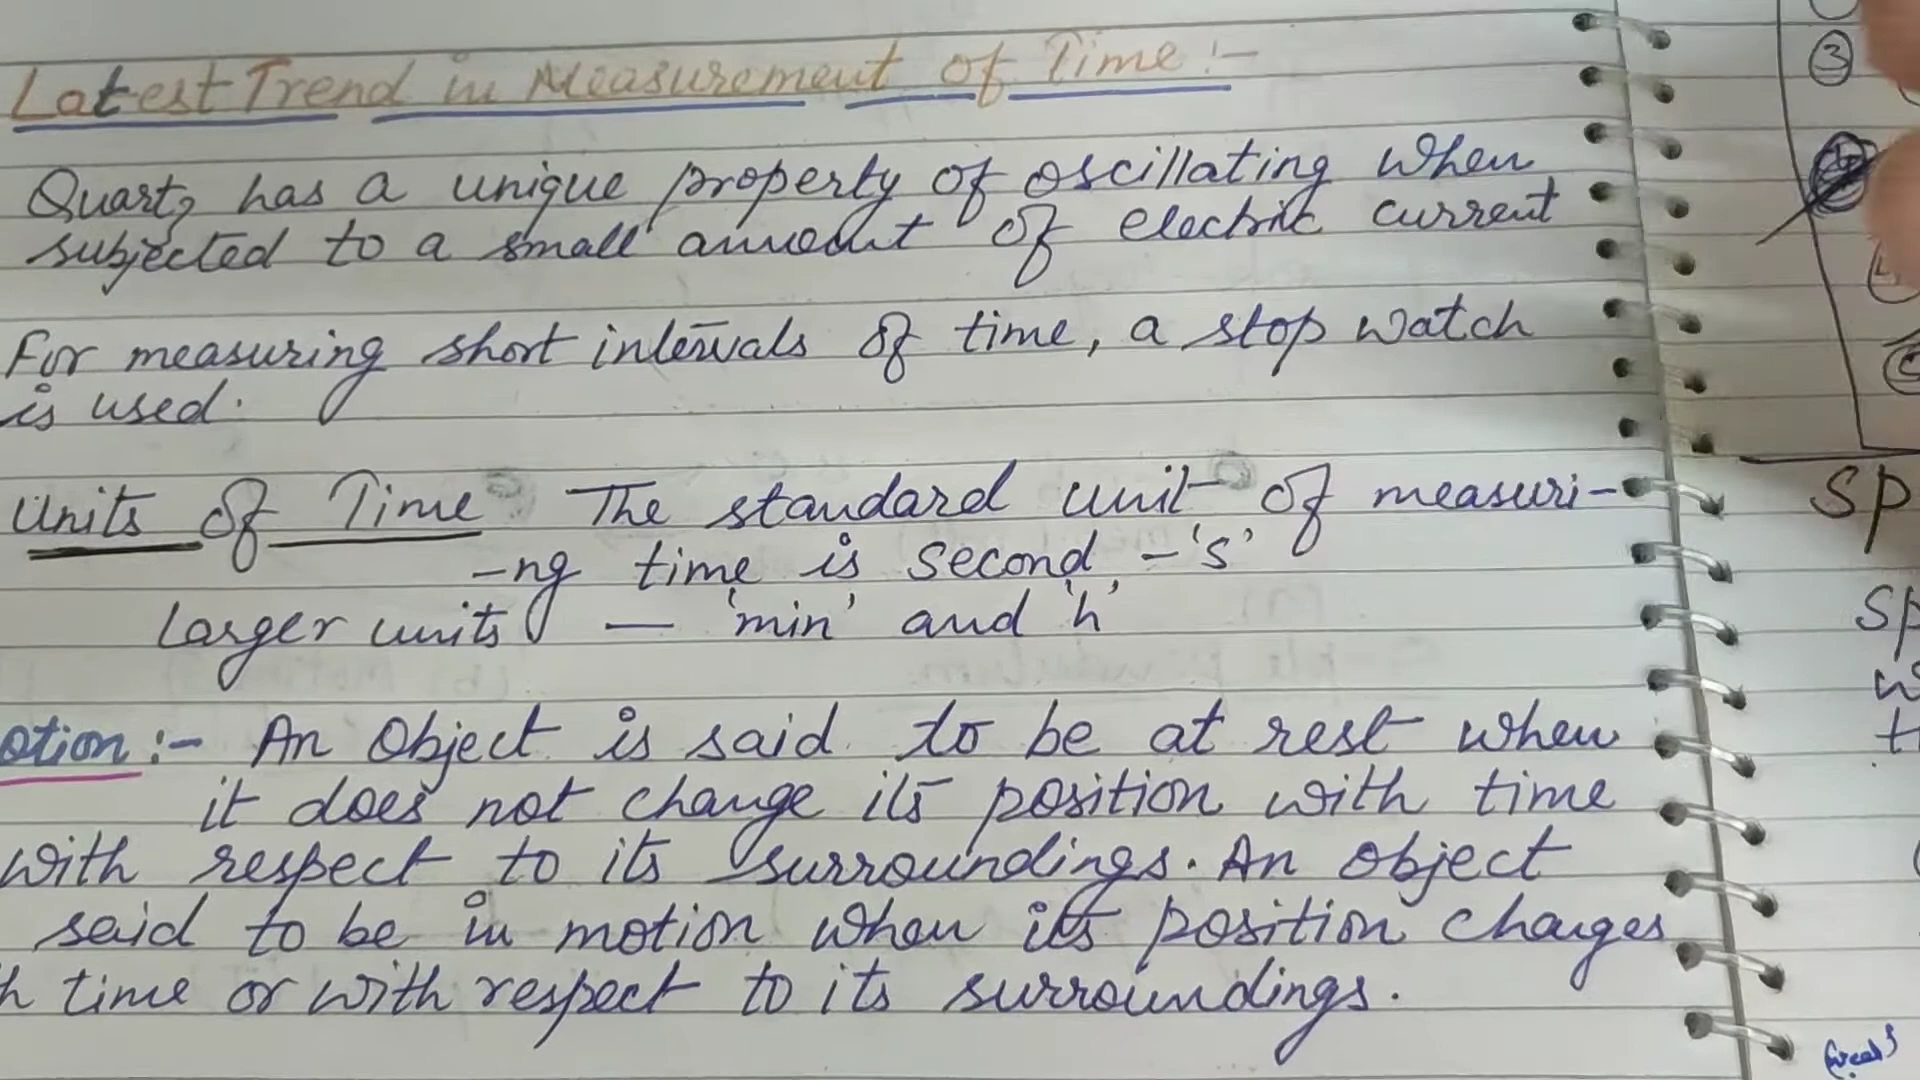 Latest Trend in Measurement of Time :-
Quartz has a unique property of oscillating when
subjected to a small amount of electric current
For measuring short intervals of time, a stop watch
is used.
Units of Time The standard unit of measuri-
-ng time is second -'s'
Larger units — 'min' and 'h'
otion :- An Object is said to be at rest when
it does not change its position with time
with respect to its surroundings. An object
said to be in motion when its position changes
h time or with respect to its surroundings.
3
Sp
Sp